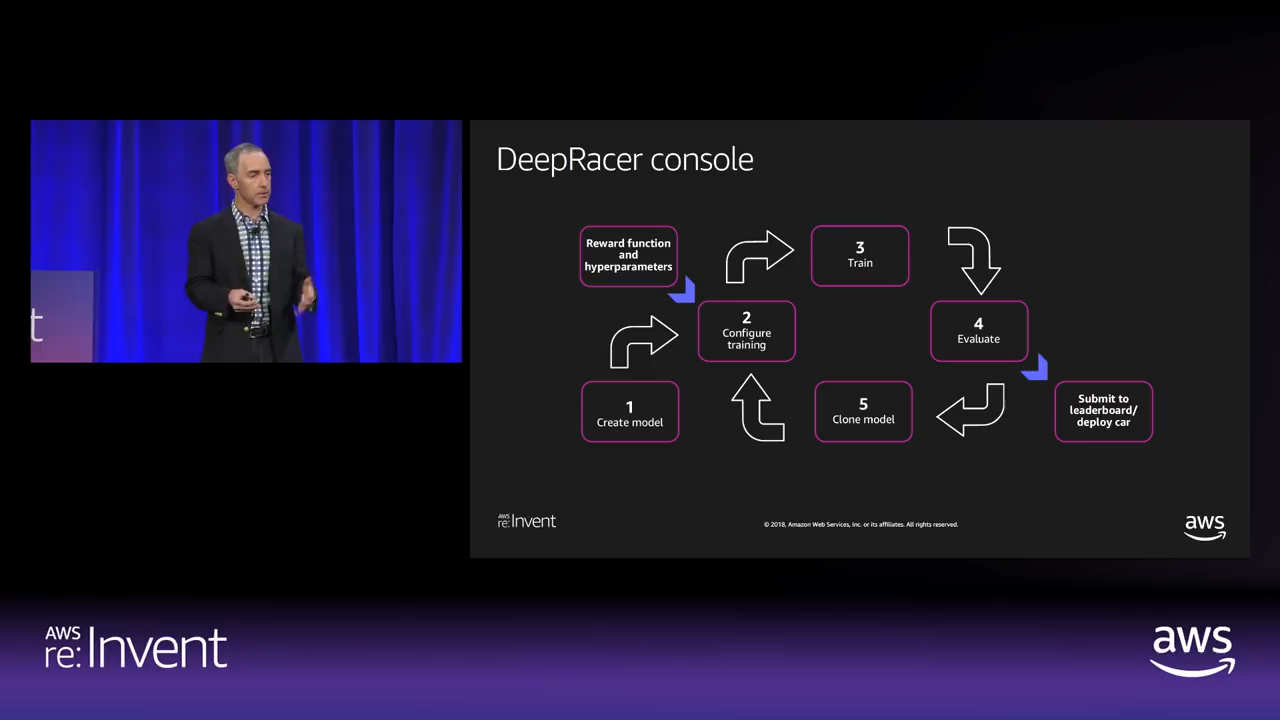 DeepRacer console
Reward function
and
hyperparameters
3
Train
2
Configure
training
4
Evaluate
1
Create model
5
Clone model
Submit to
leaderboard/
deploy car
AWS
re:Invent
© 2018, Amazon Web Services, Inc. or its affiliates. All rights reserved.
aws
t
AWS
re:Invent
aws